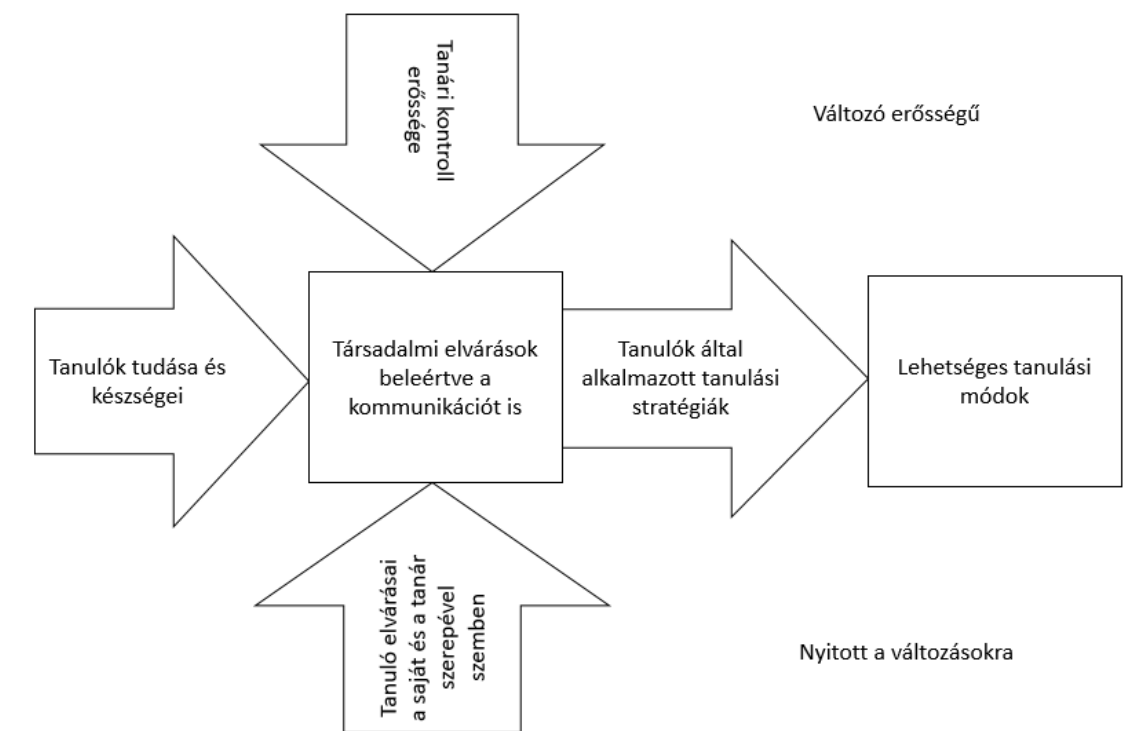 Tanári kontroll
erőssége
Változó erősségű
Tanulók tudása és
készségei
Társadalmi elvárások
beleértve a
kommunikációt is
Tanulók által
alkalmazott tanulási
stratégiák
Lehetséges tanulási
módok
Tanuló elvárásai
a saját és a tanár
szerepével
szemben
Nyitott a változásokra